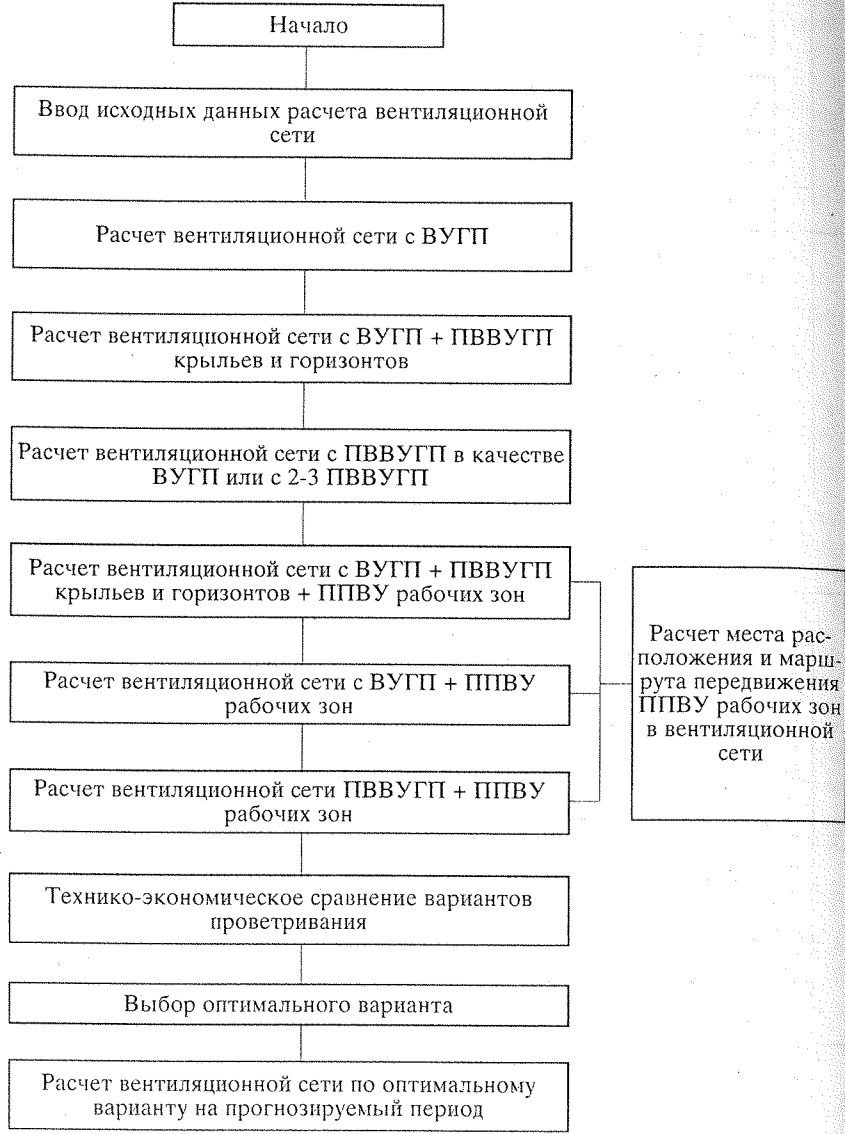 Начало
Ввод исходных данных расчета вентиляционной
сети
Расчет вентиляционной сети с ВУГП
Расчет вентиляционной сети с ВУГП + ПВВУГП
крыльев и горизонтов
Расчет вентиляционной сети с ПВВУГП в качестве
ВУГП или с 2-3 ПВВУГП
Расчет вентиляционной сети с ВУГП + ПВВУГП
крыльев и горизонтов + ППВУ рабочих зон
Расчет вентиляционной сети с ВУГП + ППВУ
рабочих зон
Расчет вентиляционной сети ПВВУГП + ППВУ
рабочих зон
Расчет места рас-
положения и марш-
рута передвижения
ППВУ рабочих зон
в вентиляционной
сети
Технико-экономическое сравнение вариантов
проветривания
Выбор оптимального варианта
Расчет вентиляционной сети по оптимальному
варианту на прогнозируемый период